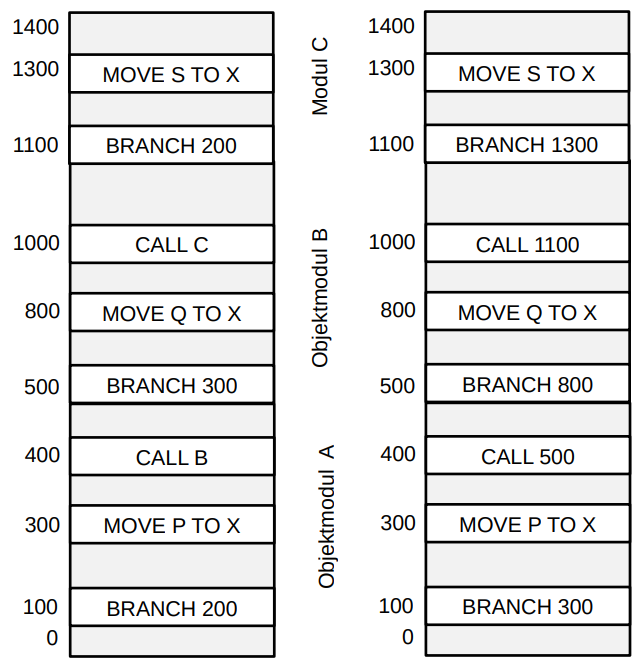 1400
1300 MOVE S TO X
1100 BRANCH 200
1000 CALL C
800 MOVE Q TO X
500 BRANCH 300
400 CALL B
300 MOVE P TO X
100 BRANCH 200
0
Modul C
Objektmodul B
Objektmodul A
1400
1300 MOVE S TO X
1100 BRANCH 1300
1000 CALL 1100
800 MOVE Q TO X
500 BRANCH 800
400 CALL 500
300 MOVE P TO X
100 BRANCH 300
0